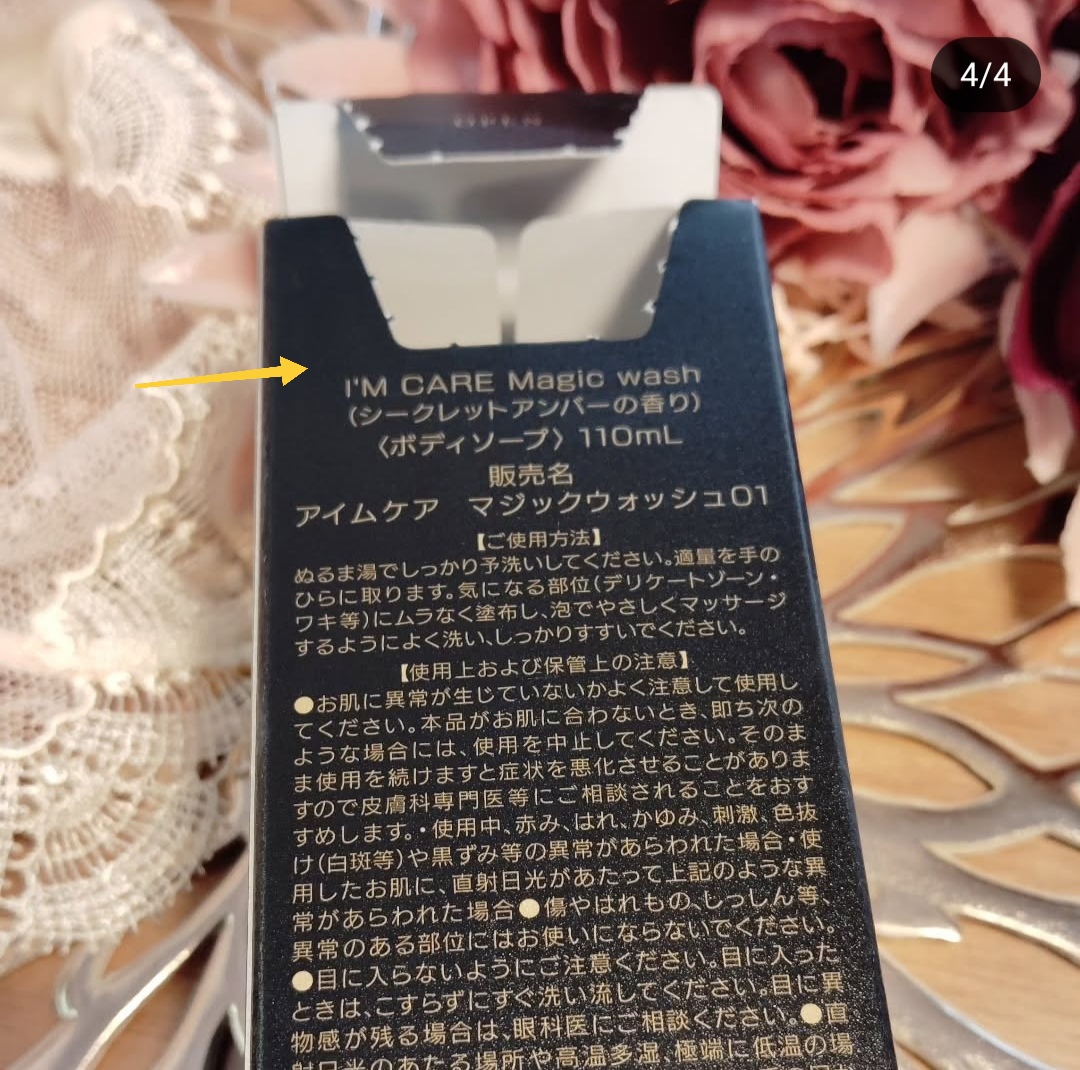 4/4
I'M CARE Magic wash
(シークレットアンバーの香り)
〈ボディソープ〉110mL
販売名
アイムケア マジックウォッシュ01
【ご使用方法】
ぬるま湯でしっかり予洗いしてください。適量を手の
ひらに取ります。気になる部位(デリケートゾーン・
ワキ等)にムラなく塗布し、泡でやさしくマッサージ
するようによく洗い、しっかりすすいでください。
【使用上および保管上の注意】
●お肌に異常が生じていないかよく注意して使用し
てください。本品がお肌に合わないとき、即ち次の
ような場合には、使用を中止してください。そのま
ま使用を続けますと症状を悪化させることがありま
すので皮膚科専門医等にご相談されることをおす
すめします。・使用中、赤み、はれ、かゆみ、刺激、色抜
け(白斑等)や黒ずみ等の異常があらわれた場合・使
用したお肌に、直射日光があたって上記のような異
常があらわれた場合●傷やはれもの、しっしん等、
異常のある部位にはお使いにならないでください。
●目に入らないようにご注意ください。目に入った
ときは、こすらずにすぐ洗い流してください。目に異
物感が残る場合は、眼科医にご相談ください。●直
射日光のあたる場所や高温多湿、極端に低温の場